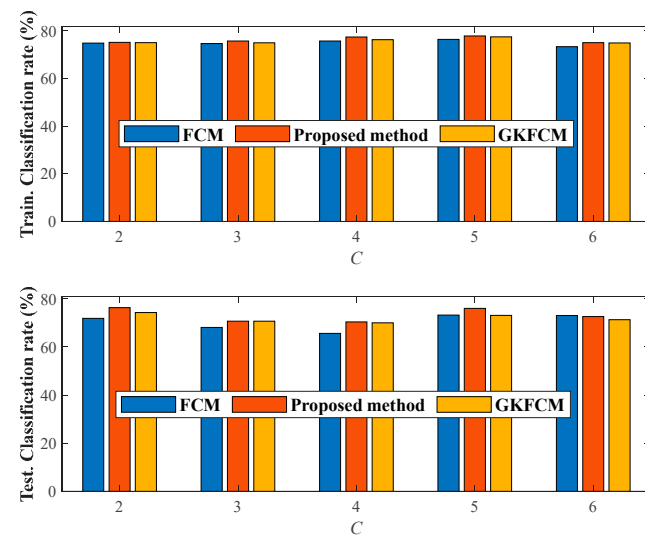 Train. Classification rate (%)
80
60
40
20
0
FCM Proposed method GKFCM
2 3 4 5 6
C
Test. Classification rate (%)
80
60
40
20
0
FCM Proposed method GKFCM
2 3 4 5 6
C